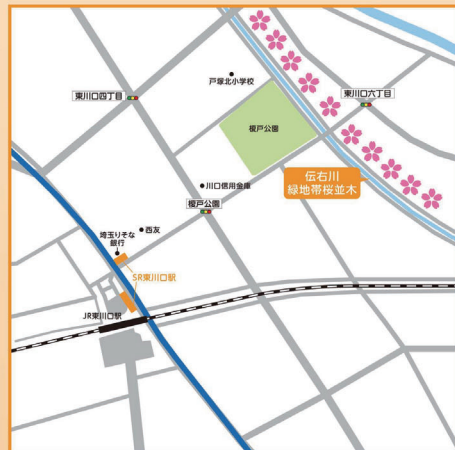 戸塚北小学校
東川口四丁目
東川口六丁目
榎戸公園
伝右川
緑地帯桜並木
川口信用金庫
榎戸公園
西友
埼玉りそな
銀行
SR東川口駅
JR東川口駅